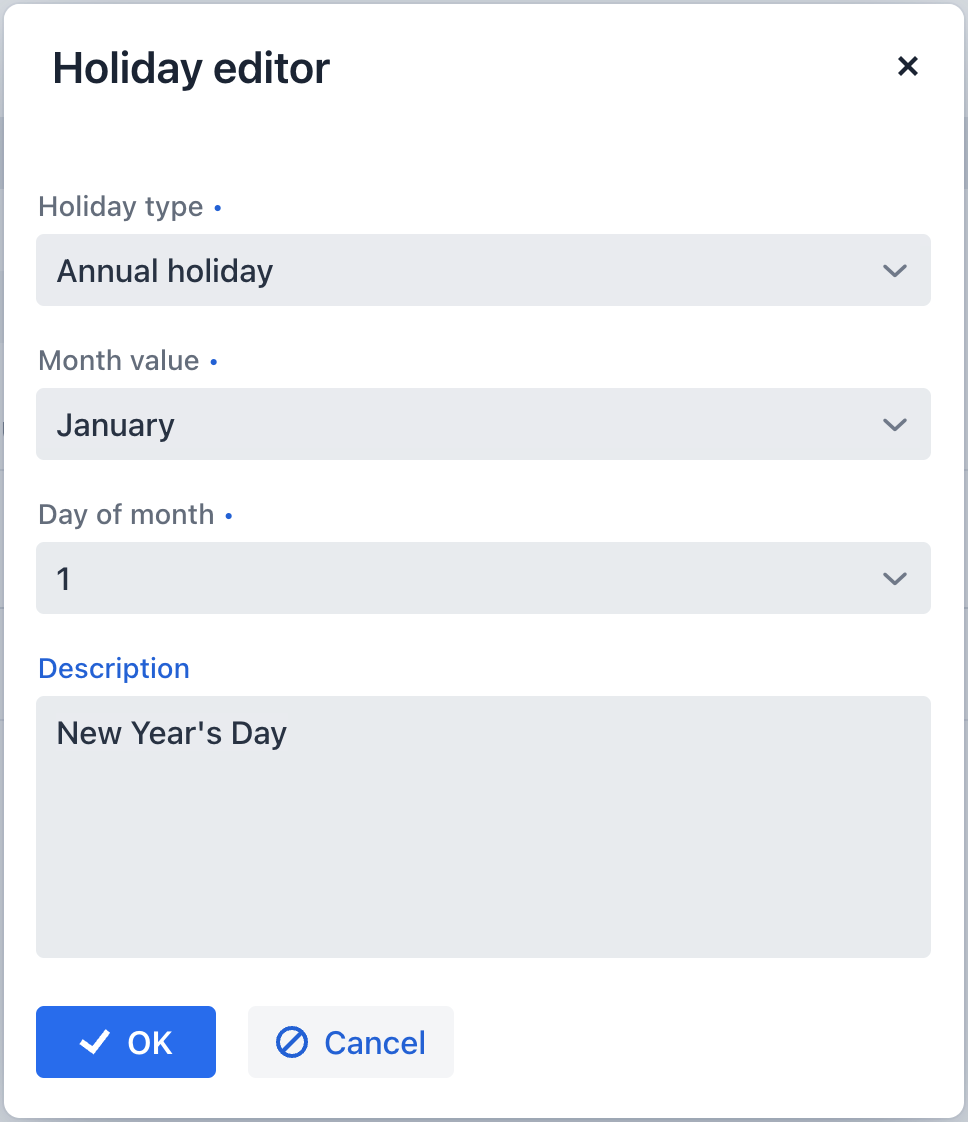 Holiday editor
Holiday type •
Annual holiday
Month value •
January
Day of month •
1
Description
New Year's Day
OK
Cancel